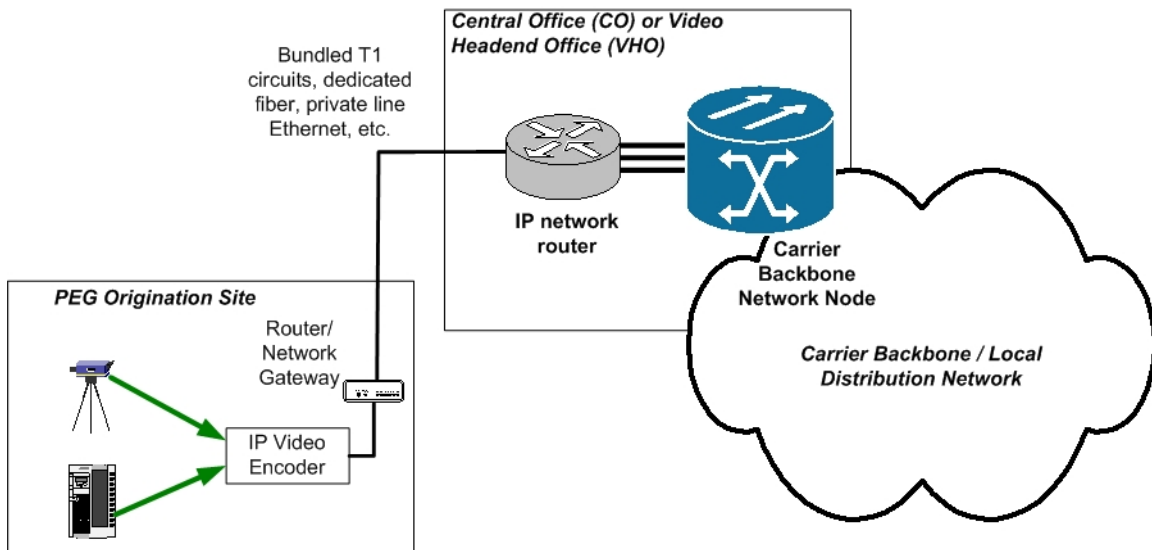 Central Office (CO) or Video
Headend Office (VHO)
Bundled T1
circuits, dedicated
fiber, private line
Ethernet, etc.
IP network
router
Carrier
Backbone
Network Node
PEG Origination Site
Router/
Network
Gateway
IP Video
Encoder
Carrier Backbone / Local
Distribution Network